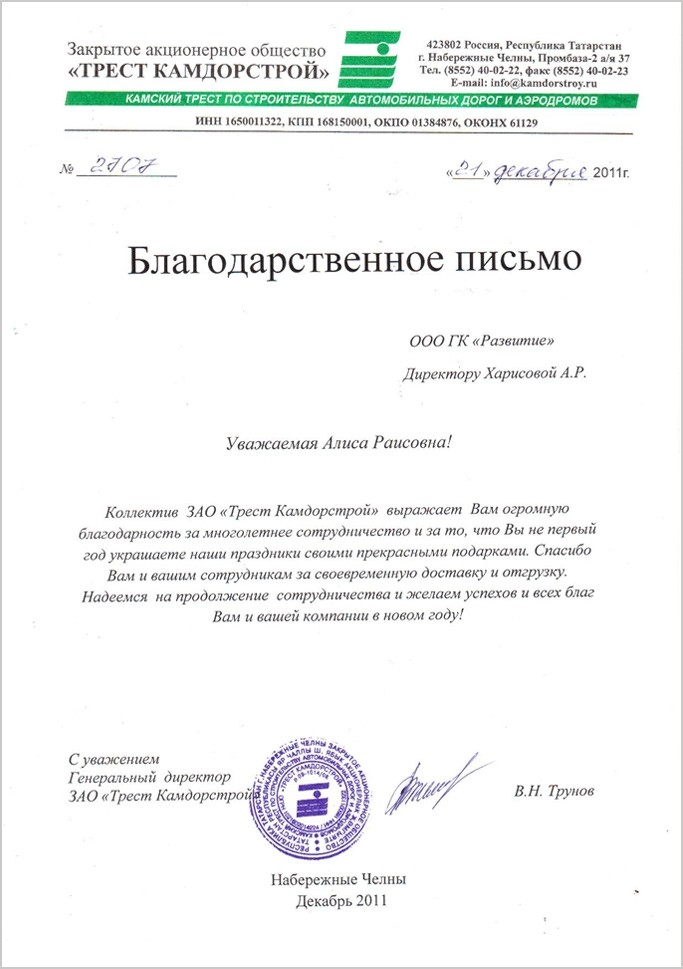 Закрытое акционерное общество
«ТРЕСТ КАМДОРСТРОЙ»
423802 Россия, Республика Татарстан
г. Набережные Челны, Промбаза-2 а/я 37
Тел. (8552) 40-02-22, факс (8552) 40-02-23
E-mail: info@kamdorstroy.ru
КАМСКИЙ ТРЕСТ ПО СТРОИТЕЛЬСТВУ АВТОМОБИЛЬНЫХ ДОРОГ И АЭРОДРОМОВ
ИНН 1650011322, КПП 168150001, ОКПО 01384876, ОКОНХ 61129
№ 2707
«21» декабря 2011г.
Благодарственное письмо
ООО ГК «Развитие»
Директору Харисовой А.Р.
Уважаемая Алиса Раисовна!
Коллектив ЗАО «Трест Камдорстрой» выражает Вам огромную
благодарность за многолетнее сотрудничество и за то, что Вы не первый
год украшаете наши праздники своими прекрасными подарками. Спасибо
Вам и вашим сотрудникам за своевременную доставку и отгрузку.
Надеемся на продолжение сотрудничества и желаем успехов и всех благ
Вам и вашей компании в новом году!
С уважением
Генеральный директор
ЗАО «Трест Камдорстрой»
В.Н. Трунов
Набережные Челны
Декабрь 2011